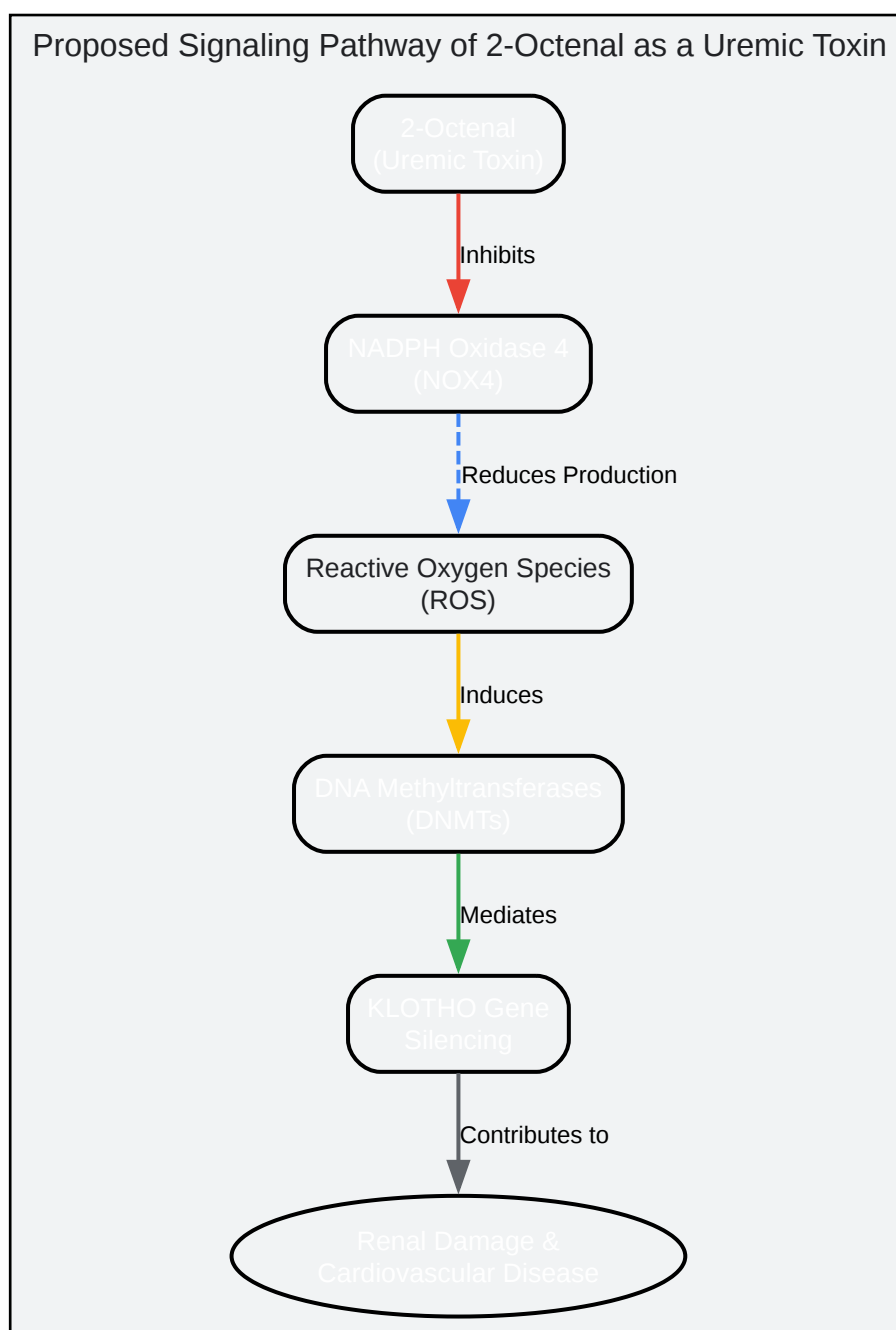 Proposed Signaling Pathway of 2-Octenal as a Uremic Toxin
2-Octenal
(Uremic Toxin)
Inhibits
NADPH Oxidase 4
(NOX4)
Reduces Production
Reactive Oxygen Species
(ROS)
Induces
DNA Methyltransferases
(DNMTs)
Mediates
KLOTHO Gene
Silencing
Contributes to
Renal Damage &
Cardiovascular Disease